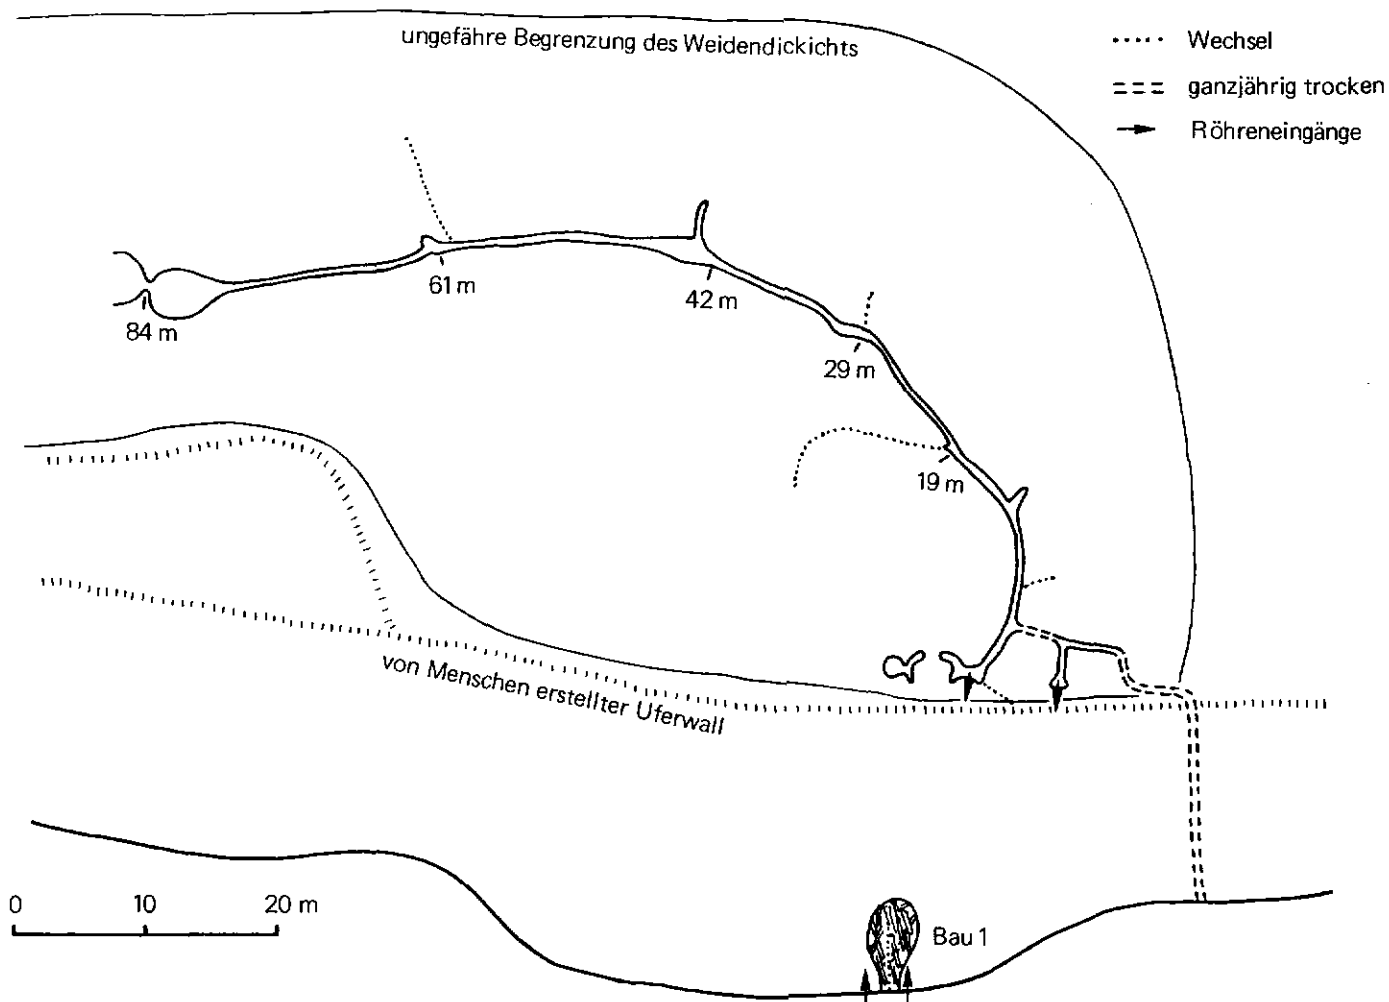 ungefähre Begrenzung des Weidendickichts
Wechsel
ganzjährig trocken
Röhreneingänge
61 m
42 m
84 m
29 m
19 m
von Menschen erstellter Uferwall
0 10 20 m
Bau 1